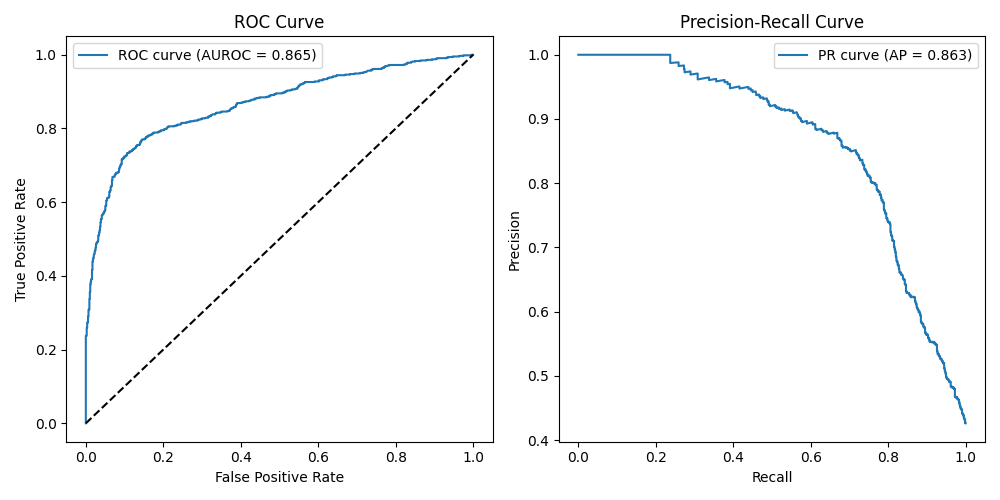 ROC Curve
ROC curve (AUROC = 0.865)
True Positive Rate
1.0
0.8
0.6
0.4
0.2
0.0
0.0 0.2 0.4 0.6 0.8 1.0
False Positive Rate
Precision-Recall Curve
PR curve (AP = 0.863)
Precision
1.0
0.9
0.8
0.7
0.6
0.5
0.4
0.0 0.2 0.4 0.6 0.8 1.0
Recall